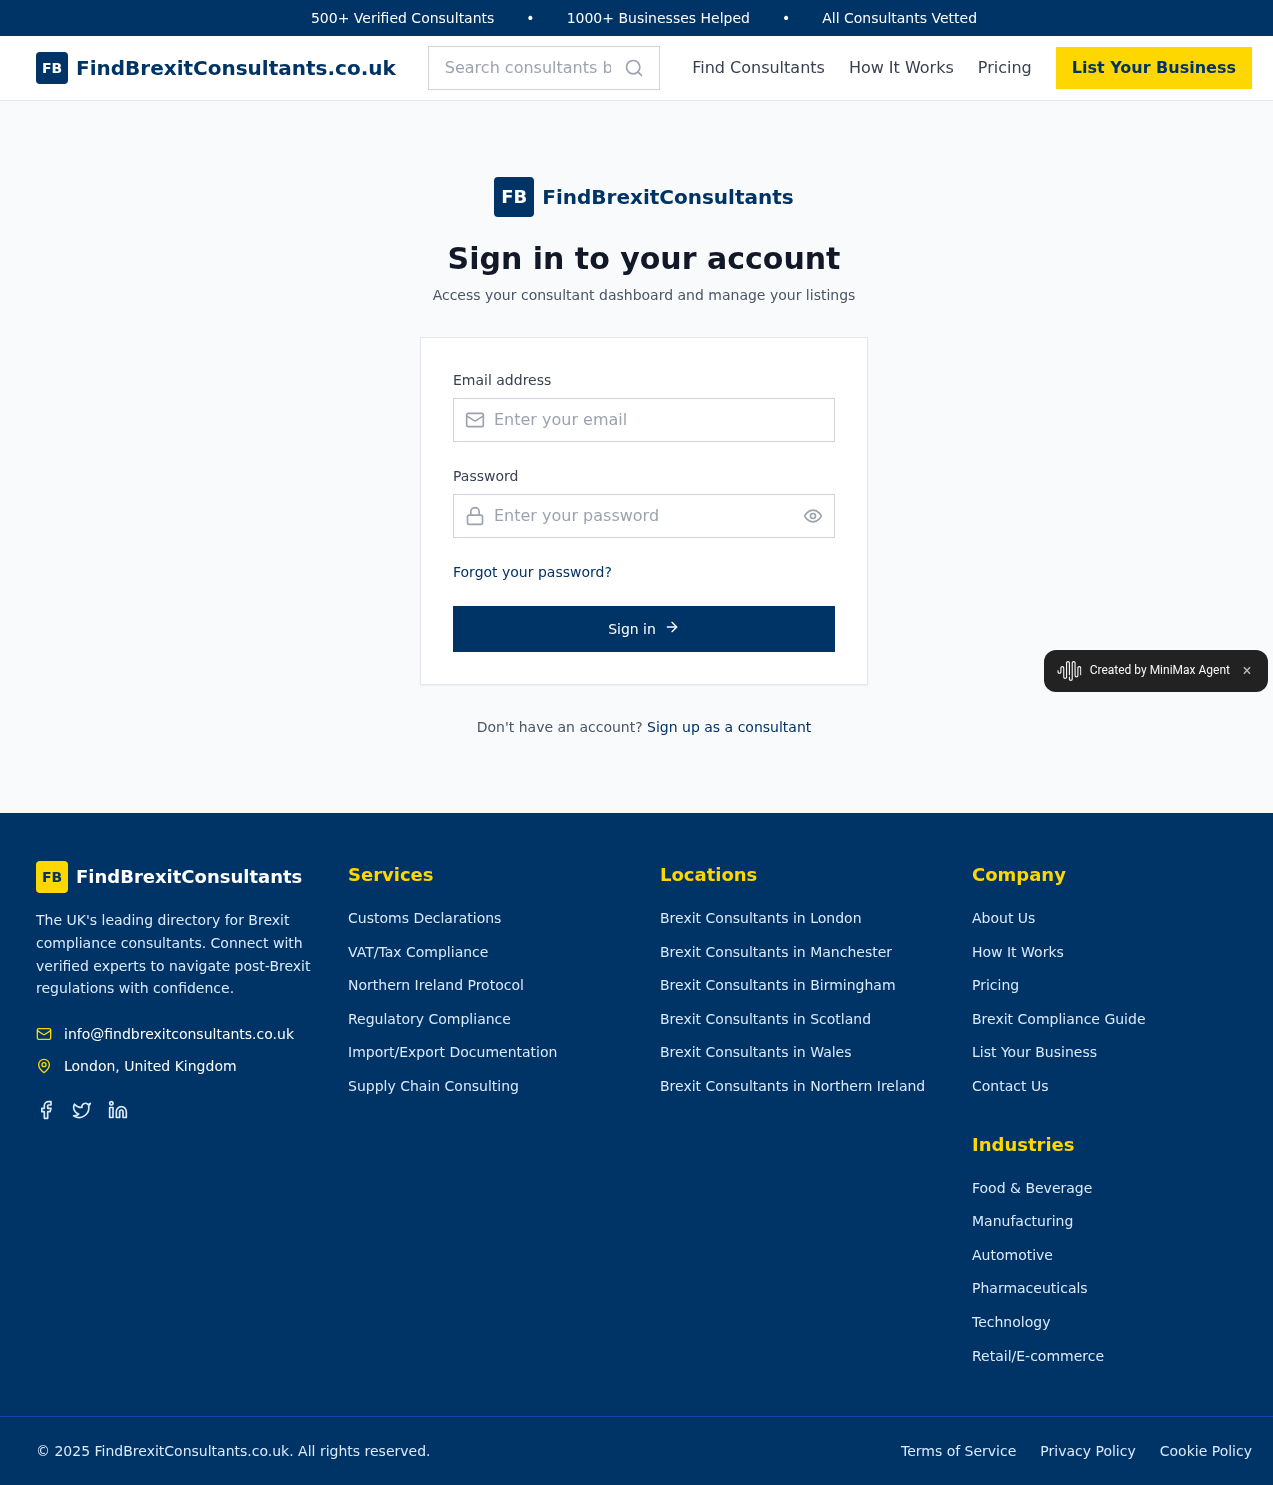 500+ Verified Consultants • 1000+ Businesses Helped • All Consultants Vetted
FB FindBrexitConsultants.co.uk Search consultants b Find Consultants How It Works Pricing List Your Business
FB FindBrexitConsultants
Sign in to your account
Access your consultant dashboard and manage your listings
Email address
Enter your email
Password
Enter your password
Forgot your password?
Sign in
Created by MiniMax Agent
Don't have an account? Sign up as a consultant
FB FindBrexitConsultants
The UK's leading directory for Brexit
compliance consultants. Connect with
verified experts to navigate post-Brexit
regulations with confidence.
info@findbrexitconsultants.co.uk
London, United Kingdom
Services
Customs Declarations
VAT/Tax Compliance
Northern Ireland Protocol
Regulatory Compliance
Import/Export Documentation
Supply Chain Consulting
Locations
Brexit Consultants in London
Brexit Consultants in Manchester
Brexit Consultants in Birmingham
Brexit Consultants in Scotland
Brexit Consultants in Wales
Brexit Consultants in Northern Ireland
Company
About Us
How It Works
Pricing
Brexit Compliance Guide
List Your Business
Contact Us
Industries
Food & Beverage
Manufacturing
Automotive
Pharmaceuticals
Technology
Retail/E-commerce
© 2025 FindBrexitConsultants.co.uk. All rights reserved.
Terms of Service Privacy Policy Cookie Policy